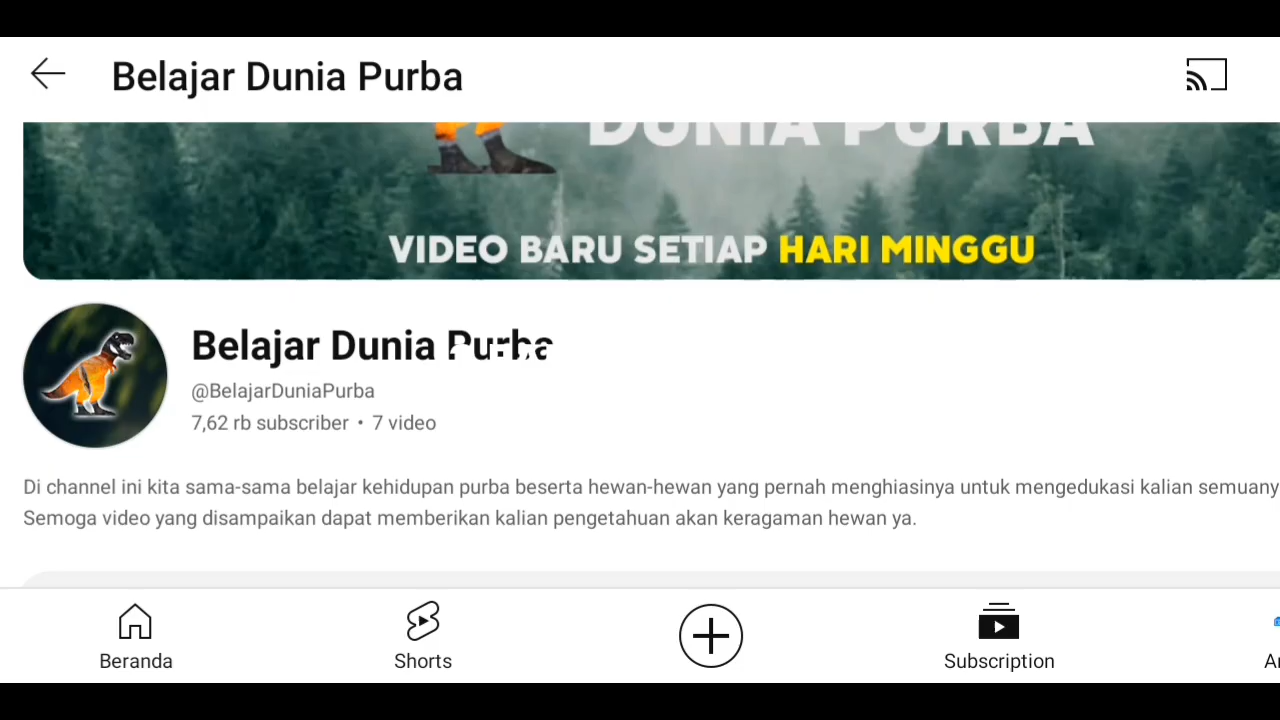 Belajar Dunia Purba
DUNIA PURBA
VIDEO BARU SETIAP HARI MINGGU
Belajar Dunia Purba
@BelajarDuniaPurba
7,62 rb subscriber • 7 video
Di channel ini kita sama-sama belajar kehidupan purba beserta hewan-hewan yang pernah menghiasinya untuk mengedukasi kalian semuany
Semoga video yang disampaikan dapat memberikan kalian pengetahuan akan keragaman hewan ya.
Beranda
Shorts
Subscription